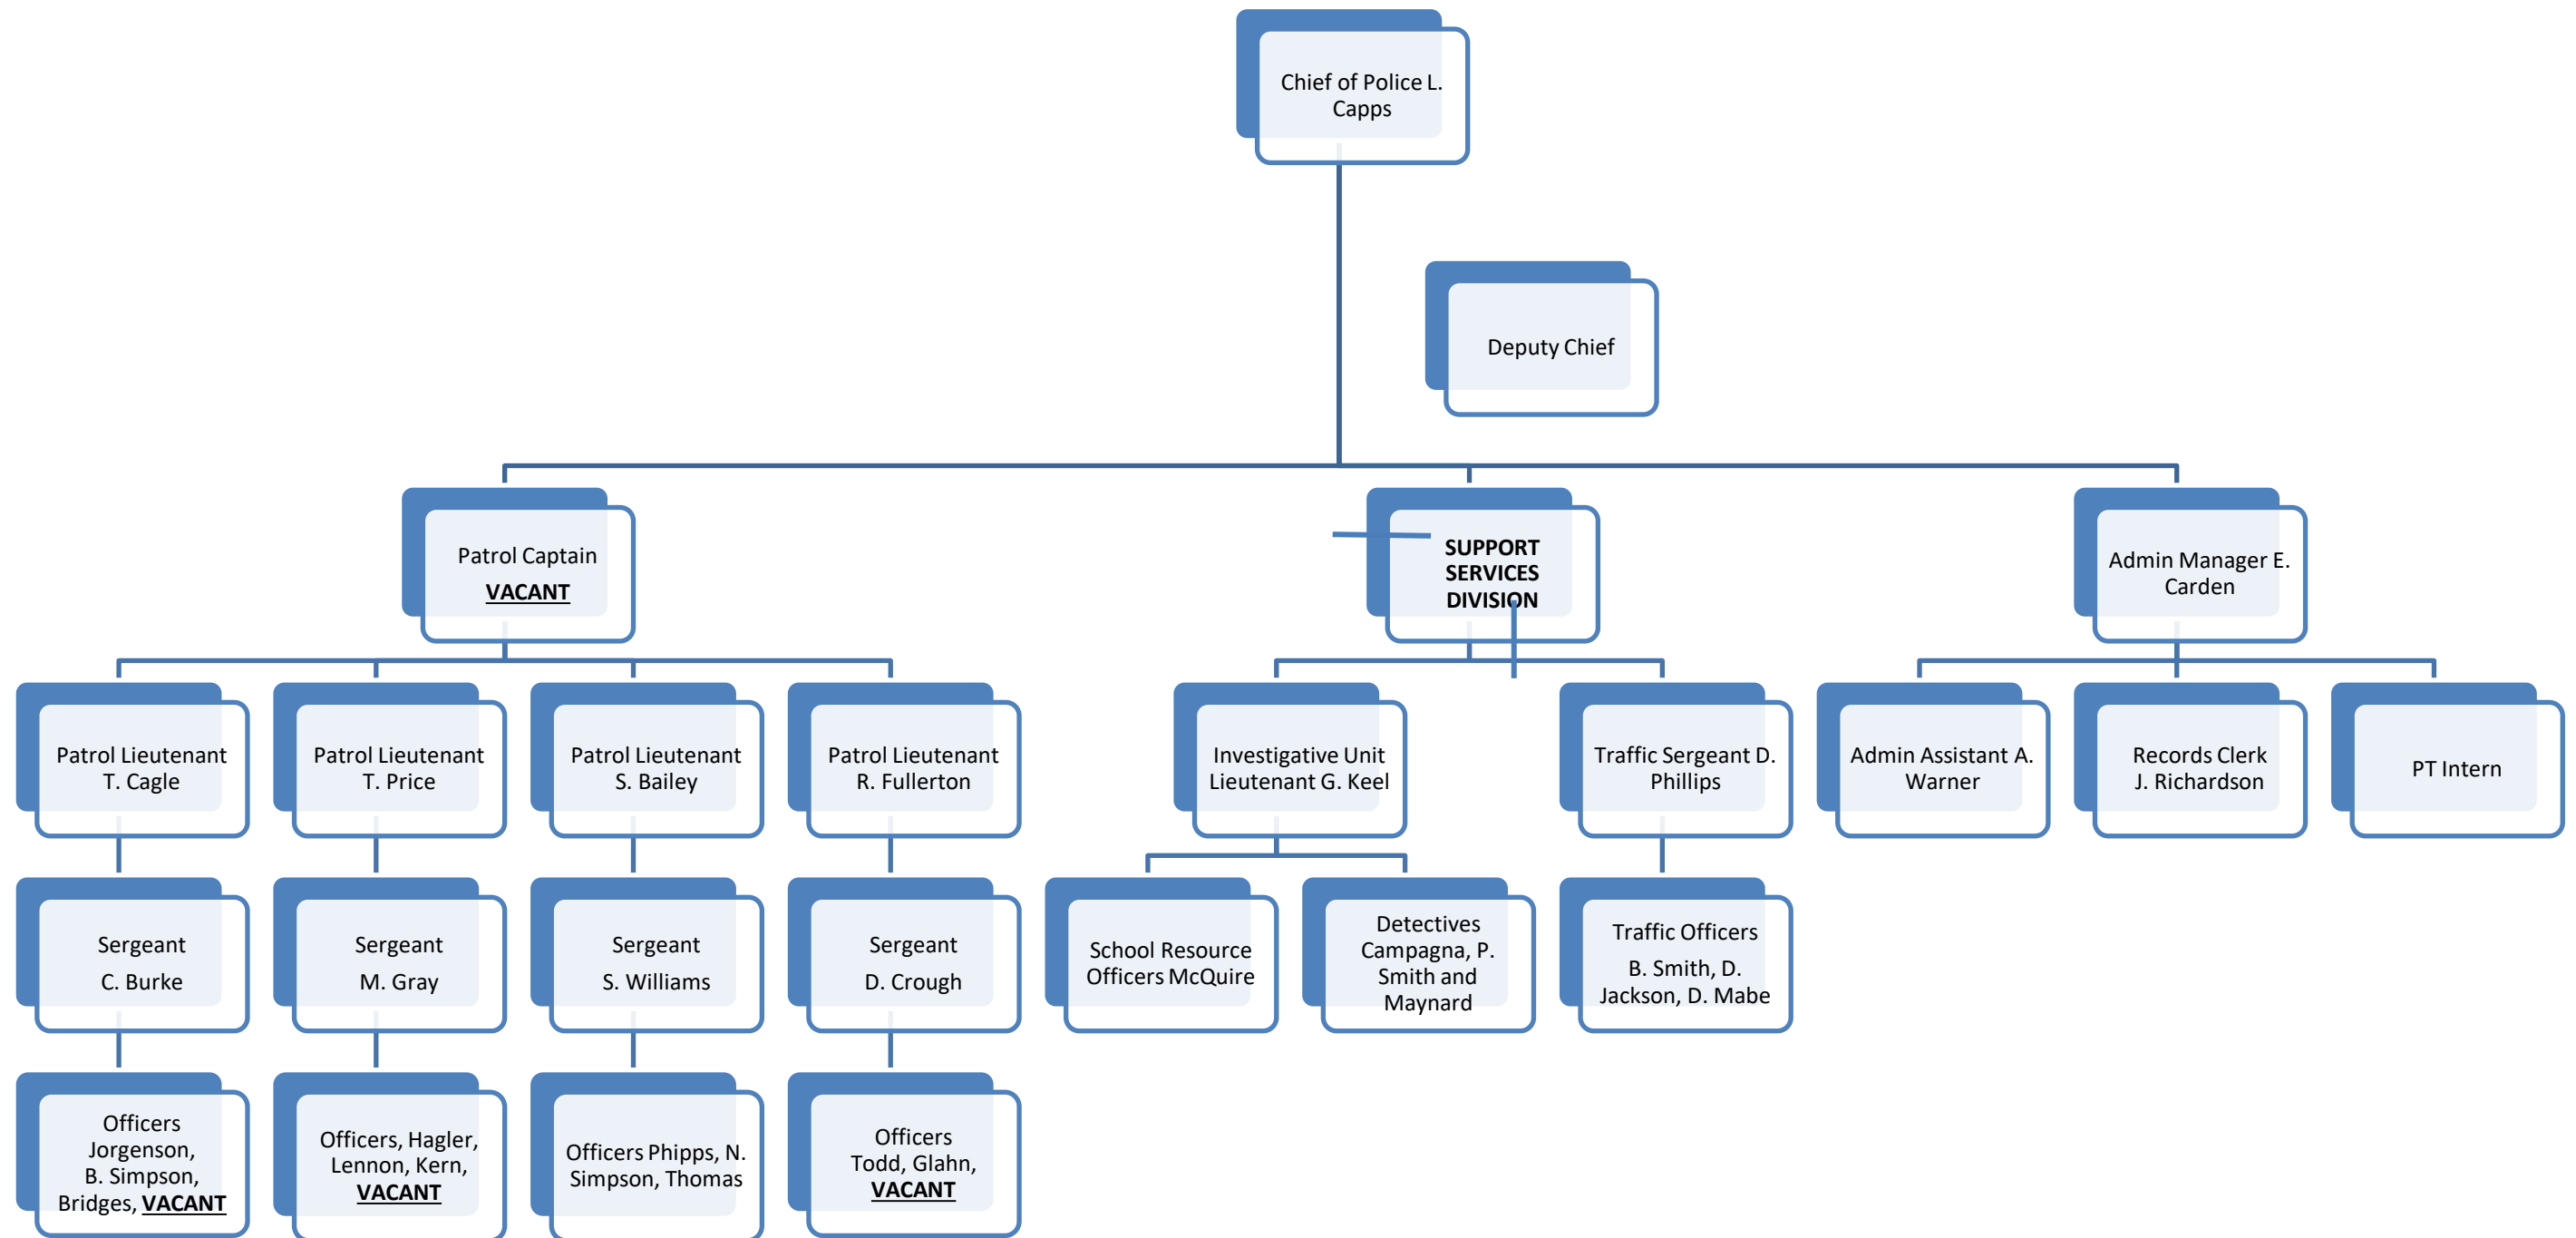 Chief of Police L.
Capps
Deputy Chief
Patrol Captain
VACANT
SUPPORT
SERVICES
DIVISION
Admin Manager E.
Carden
Patrol Lieutenant
T. Cagle
Patrol Lieutenant
T. Price
Patrol Lieutenant
S. Bailey
Patrol Lieutenant
R. Fullerton
Investigative Unit
Lieutenant G. Keel
Traffic Sergeant D.
Phillips
Admin Assistant A.
Warner
Records Clerk
J. Richardson
PT Intern
Sergeant
C. Burke
Sergeant
M. Gray
Sergeant
S. Williams
Sergeant
D. Crough
School Resource
Officers McQuire
Detectives
Campagna, P.
Smith and
Maynard
Traffic Officers
B. Smith, D.
Jackson, D. Mabe
Officers
Jorgenson,
B. Simpson,
Bridges, VACANT
Officers, Hagler,
Lennon, Kern,
VACANT
Officers Phipps, N.
Simpson, Thomas
Officers
Todd, Glahn,
VACANT